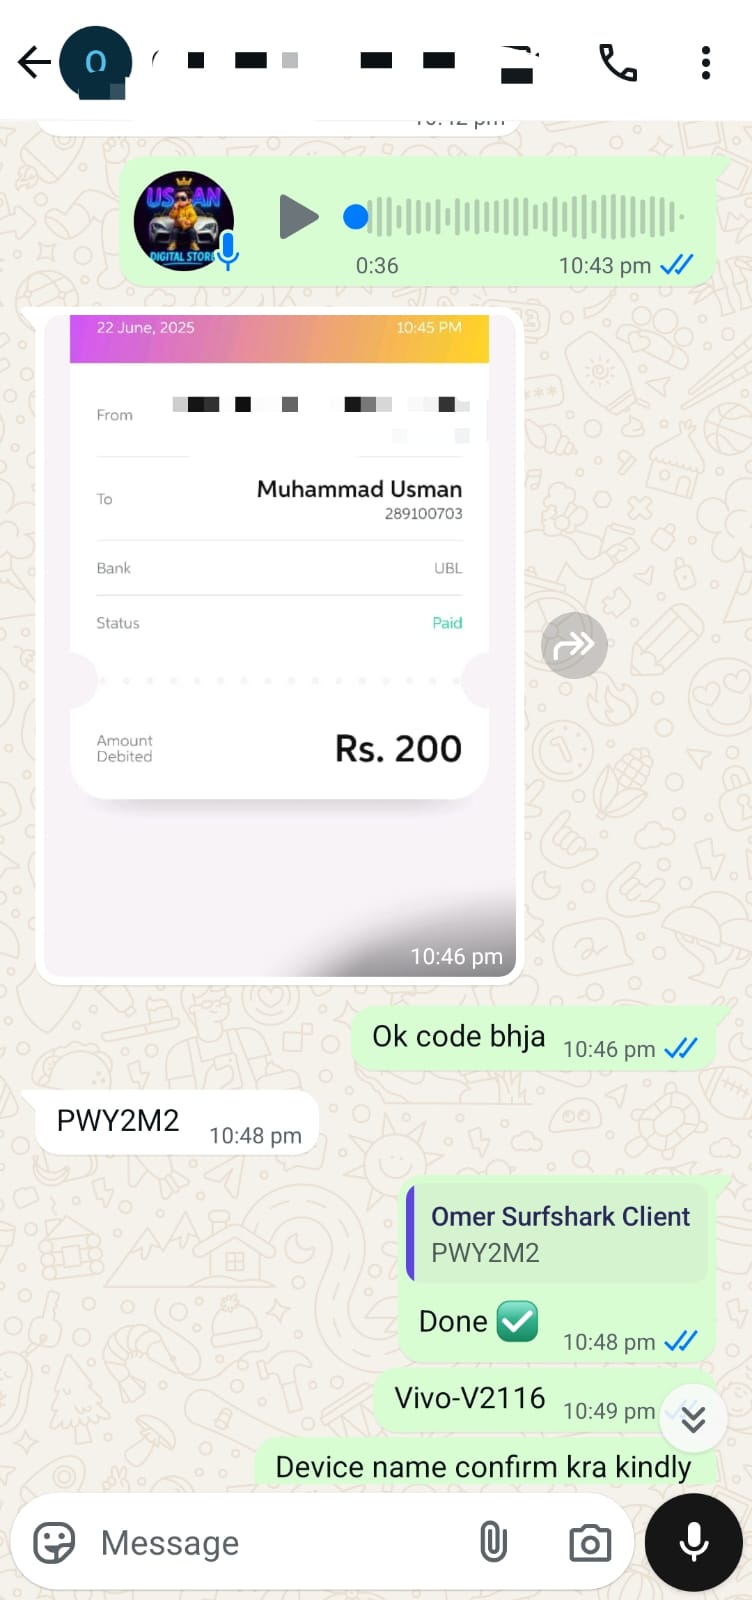 O
10:42 pm
USMAN
DIGITAL STORE
0:36
10:43 pm
22 June, 2025
10:45 PM
From
To
Muhammad Usman
289100703
Bank
UBL
Status
Paid
Amount
Debited
Rs. 200
10:46 pm
Ok code bhja
10:46 pm
PWY2M2
10:48 pm
Omer Surfshark Client
PWY2M2
Done
10:48 pm
Vivo-V2116
10:49 pm
Device name confirm kra kindly
Message